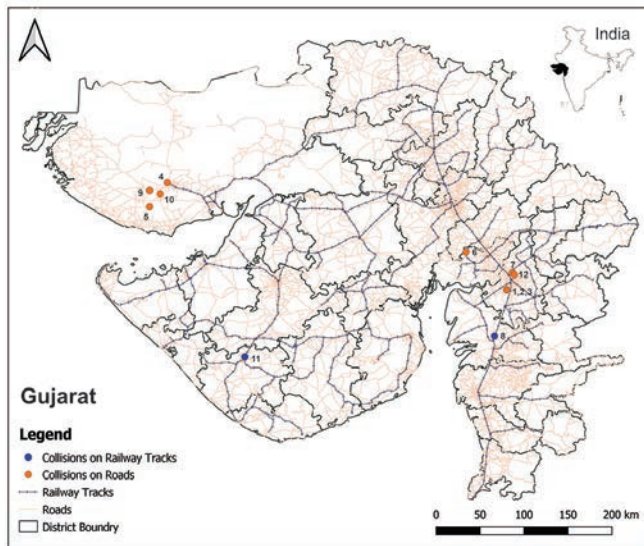 India
4
9
10
5
6
7
12
1,2,3
8
11
Gujarat
Legend
Collisions on Railway Tracks
Collisions on Roads
Railway Tracks
Roads
District Boundry
0 50 100 150 200 km